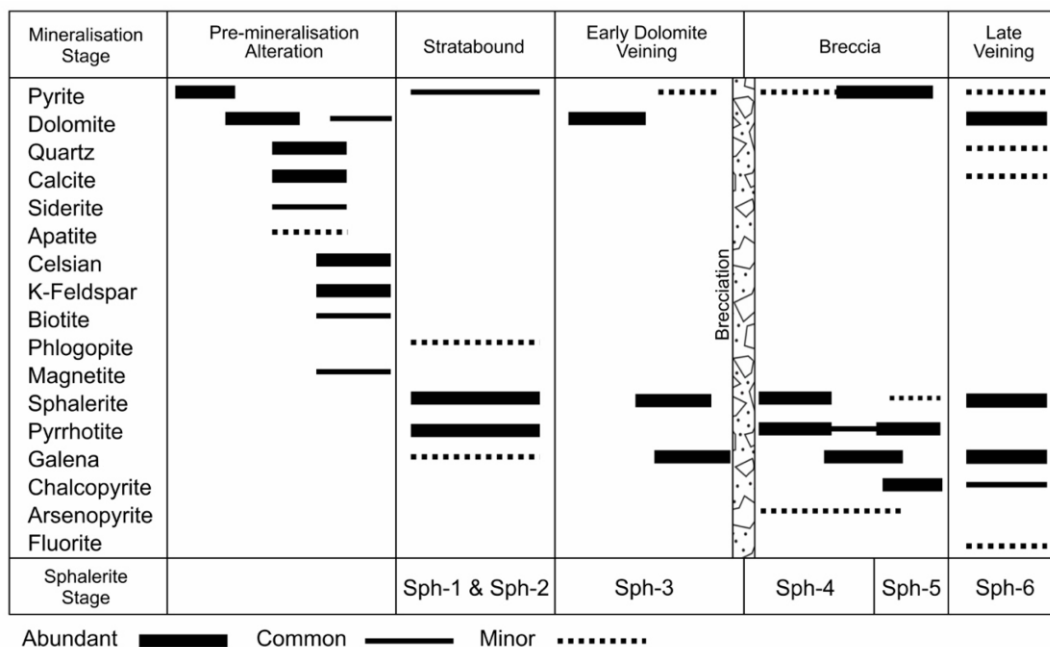 Mineralisation Stage
Pre-mineralisation Alteration
Stratabound
Early Dolomite Veining
Breccia
Late Veining
Pyrite
Dolomite
Quartz
Calcite
Siderite
Apatite
Celsian
K-Feldspar
Biotite
Phlogopite
Magnetite
Sphalerite
Pyrrhotite
Galena
Chalcopyrite
Arsenopyrite
Fluorite
Brecciation
Sphalerite Stage
Sph-1 & Sph-2
Sph-3
Sph-4
Sph-5
Sph-6
Abundant
Common
Minor